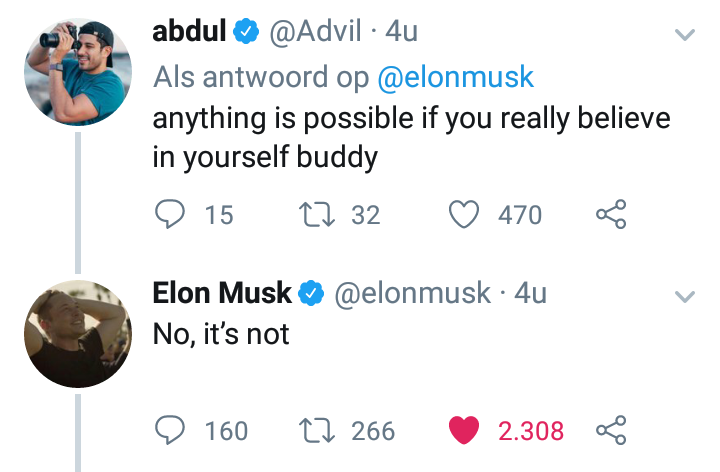 abdul @Advil · 4u
Als antwoord op @elonmusk
anything is possible if you really believe
in yourself buddy
15 32 470
Elon Musk @elonmusk · 4u
No, it's not
160 266 2.308